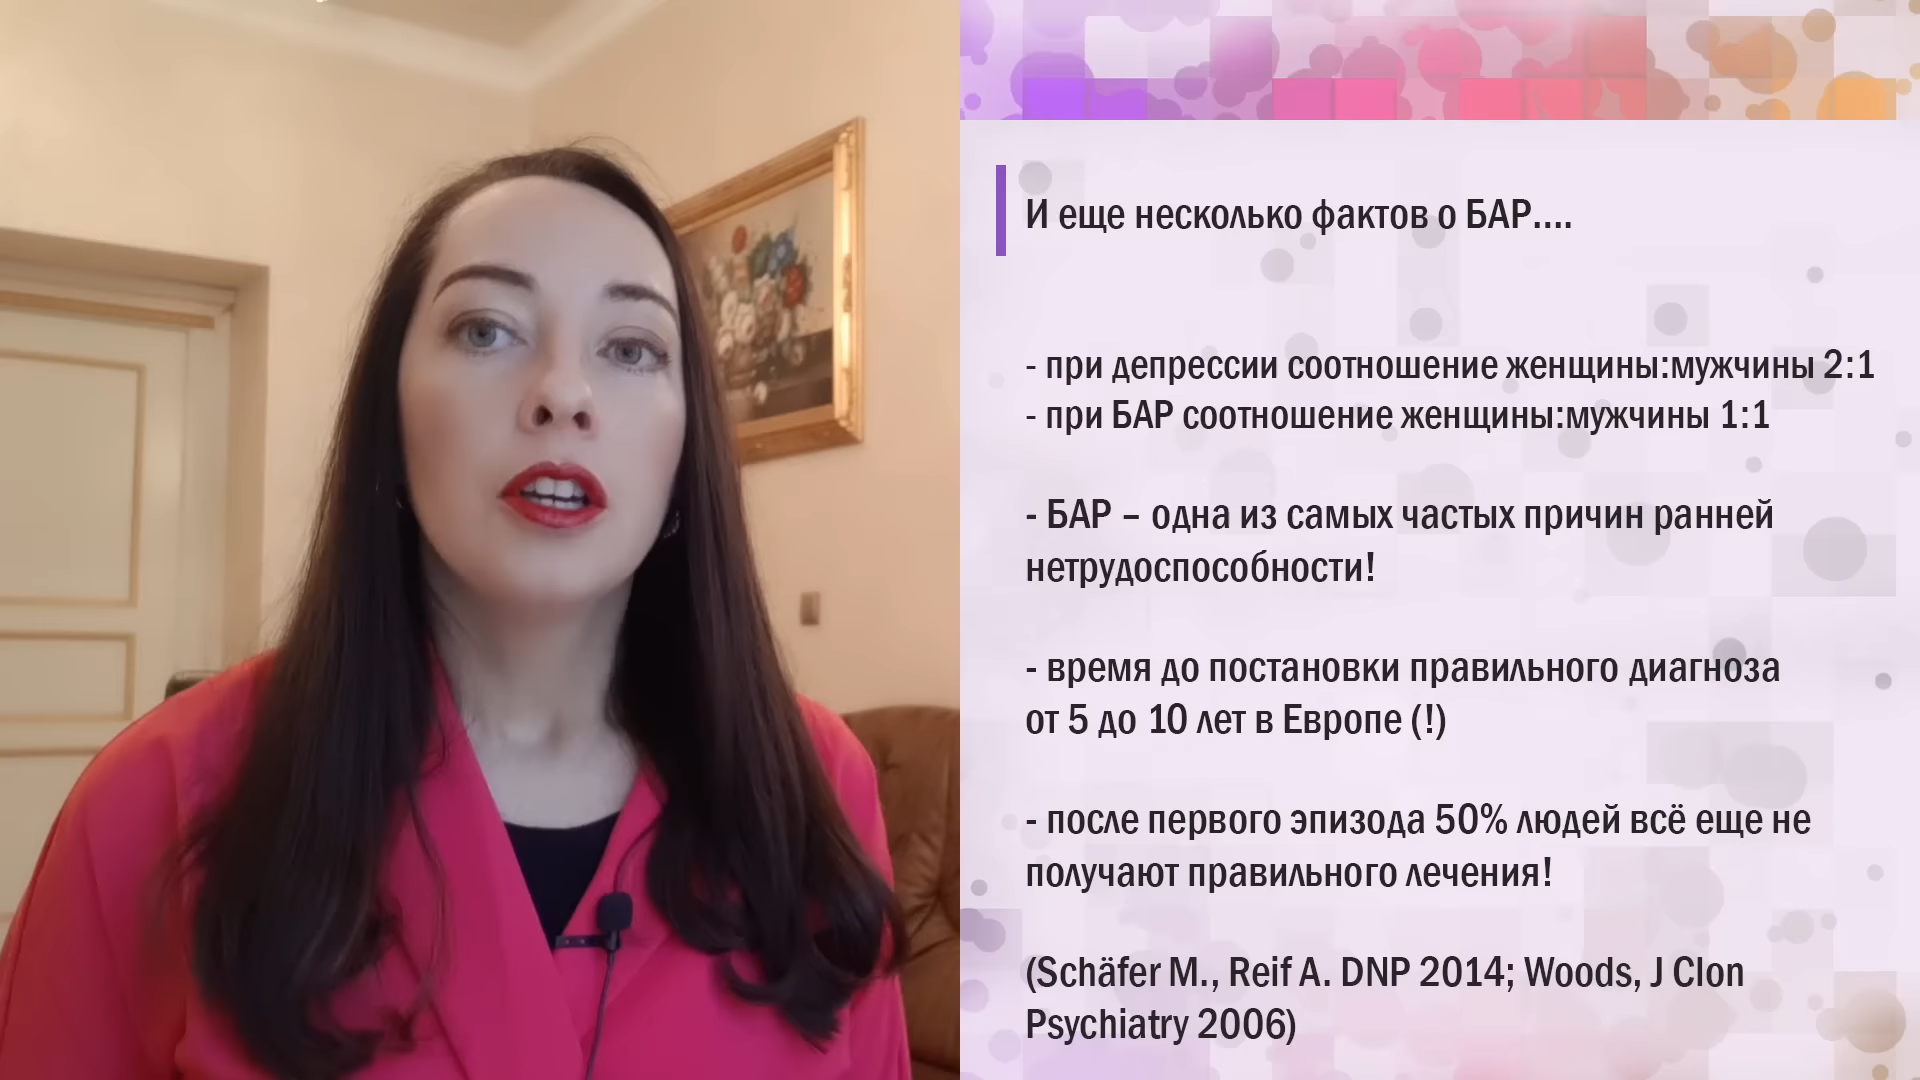 И еще несколько фактов о БАР....
- при депрессии соотношение женщины:мужчины 2:1
- при БАР соотношение женщины:мужчины 1:1
- БАР – одна из самых частых причин ранней
нетрудоспособности!
- время до постановки правильного диагноза
от 5 до 10 лет в Европе (!)
- после первого эпизода 50% людей всё еще не
получают правильного лечения!
(Schäfer M., Reif A. DNP 2014; Woods, J Clon
Psychiatry 2006)